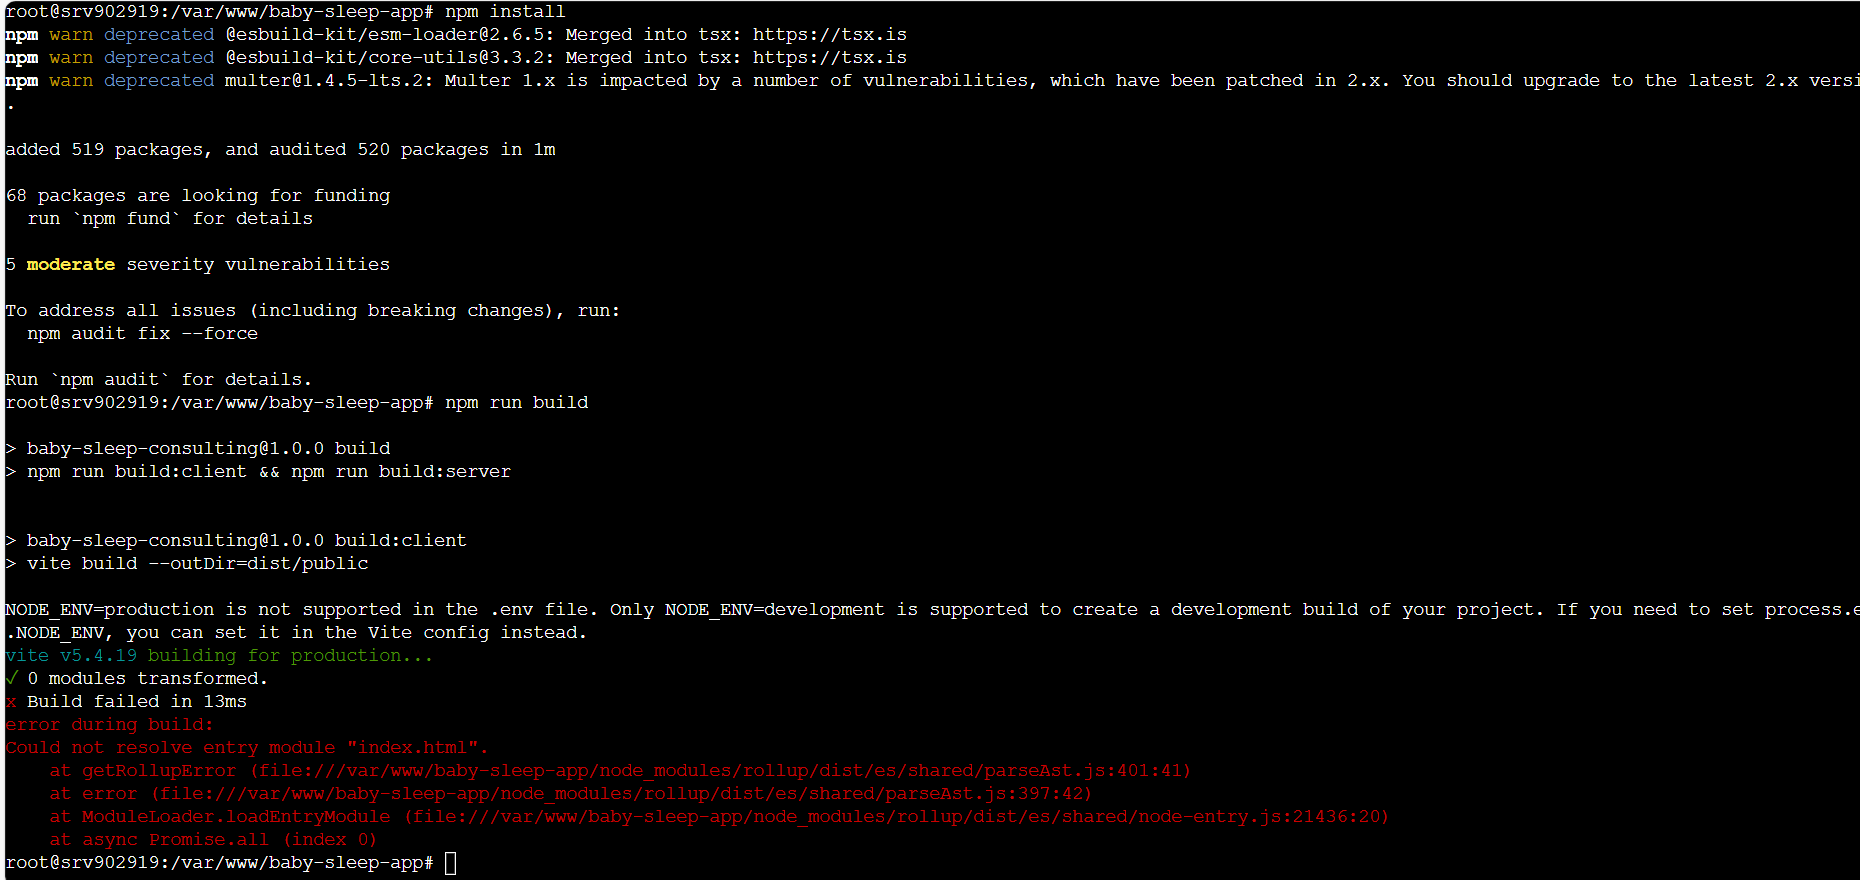 root@srv902919:/var/www/baby-sleep-app# npm install
npm warn deprecated @esbuild-kit/esm-loader@2.6.5: Merged into tsx: https://tsx.is
npm warn deprecated @esbuild-kit/core-utils@3.3.2: Merged into tsx: https://tsx.is
npm warn deprecated multer@1.4.5-lts.2: Multer 1.x is impacted by a number of vulnerabilities, which have been patched in 2.x. You should upgrade to the latest 2.x versi
.
added 519 packages, and audited 520 packages in 1m
68 packages are looking for funding
  run `npm fund` for details
5 moderate severity vulnerabilities
To address all issues (including breaking changes), run:
  npm audit fix --force
Run `npm audit` for details.
root@srv902919:/var/www/baby-sleep-app# npm run build
> baby-sleep-consulting@1.0.0 build
> npm run build:client && npm run build:server
> baby-sleep-consulting@1.0.0 build:client
> vite build --outDir=dist/public
NODE_ENV=production is not supported in the .env file. Only NODE_ENV=development is supported to create a development build of your project. If you need to set process.e
.NODE_ENV, you can set it in the Vite config instead.
vite v5.4.19 building for production...
✓ 0 modules transformed.
x Build failed in 13ms
error during build:
Could not resolve entry module "index.html".
    at getRollupError (file:///var/www/baby-sleep-app/node_modules/rollup/dist/es/shared/parseAst.js:401:41)
    at error (file:///var/www/baby-sleep-app/node_modules/rollup/dist/es/shared/parseAst.js:397:42)
    at ModuleLoader.loadEntryModule (file:///var/www/baby-sleep-app/node_modules/rollup/dist/es/shared/node-entry.js:21436:20)
    at async Promise.all (index 0)
root@srv902919:/var/www/baby-sleep-app#